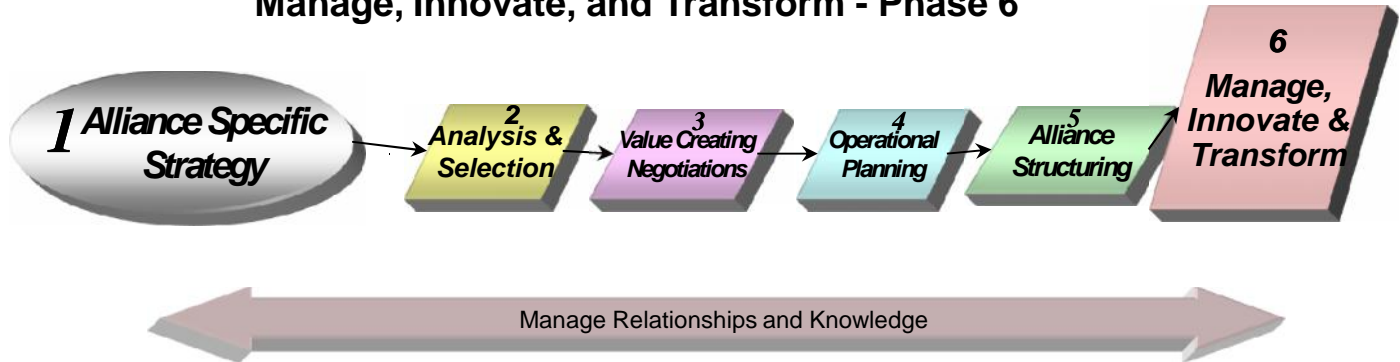 Manage, Innovate, and Transform - Phase 6
1 Alliance Specific
Strategy
2
Analysis &
Selection
3
Value Creating
Negotiations
4
Operational
Planning
5
Alliance
Structuring
6
Manage,
Innovate &
Transform
Manage Relationships and Knowledge